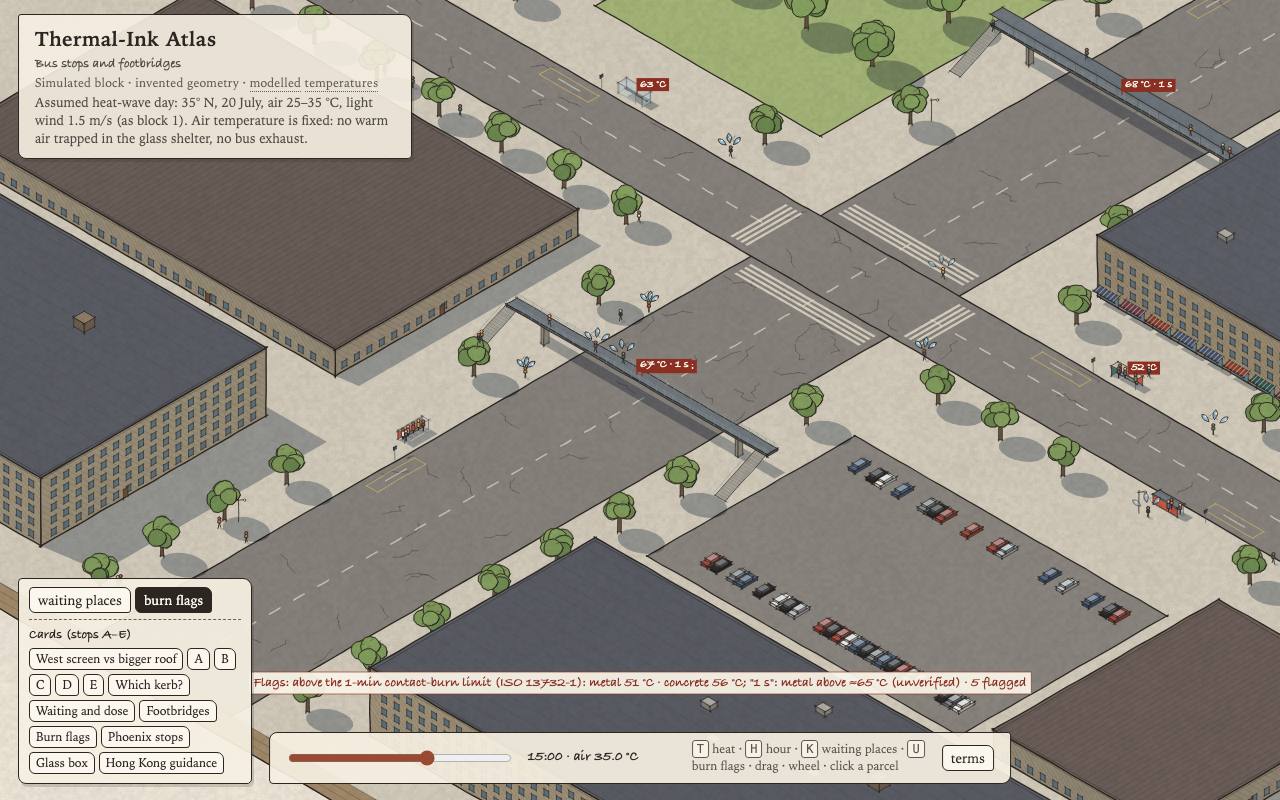 Thermal-Ink Atlas
Bus stops and footbridges
Simulated block · invented geometry · modelled temperatures
Assumed heat-wave day: 35° N, 20 July, air 25–35 °C, light
wind 1.5 m/s (as block 1). Air temperature is fixed: no warm
air trapped in the glass shelter, no bus exhaust.
63 °C
68 °C · 1 s
67 °C · 1 s
52 °C
waiting places
burn flags
Cards (stops A–E)
West screen vs bigger roof
A
B
C
D
E
Which kerb?
Waiting and dose
Footbridges
Burn flags
Phoenix stops
Glass box
Hong Kong guidance
Flags: above the 1-min contact-burn limit (ISO 13732-1): metal 51 °C · concrete 56 °C; "1 s": metal above ≈65 °C (unverified) · 5 flagged
15:00 · air 35.0 °C
T heat · H hour · K waiting places · U
burn flags · drag · wheel · click a parcel
terms